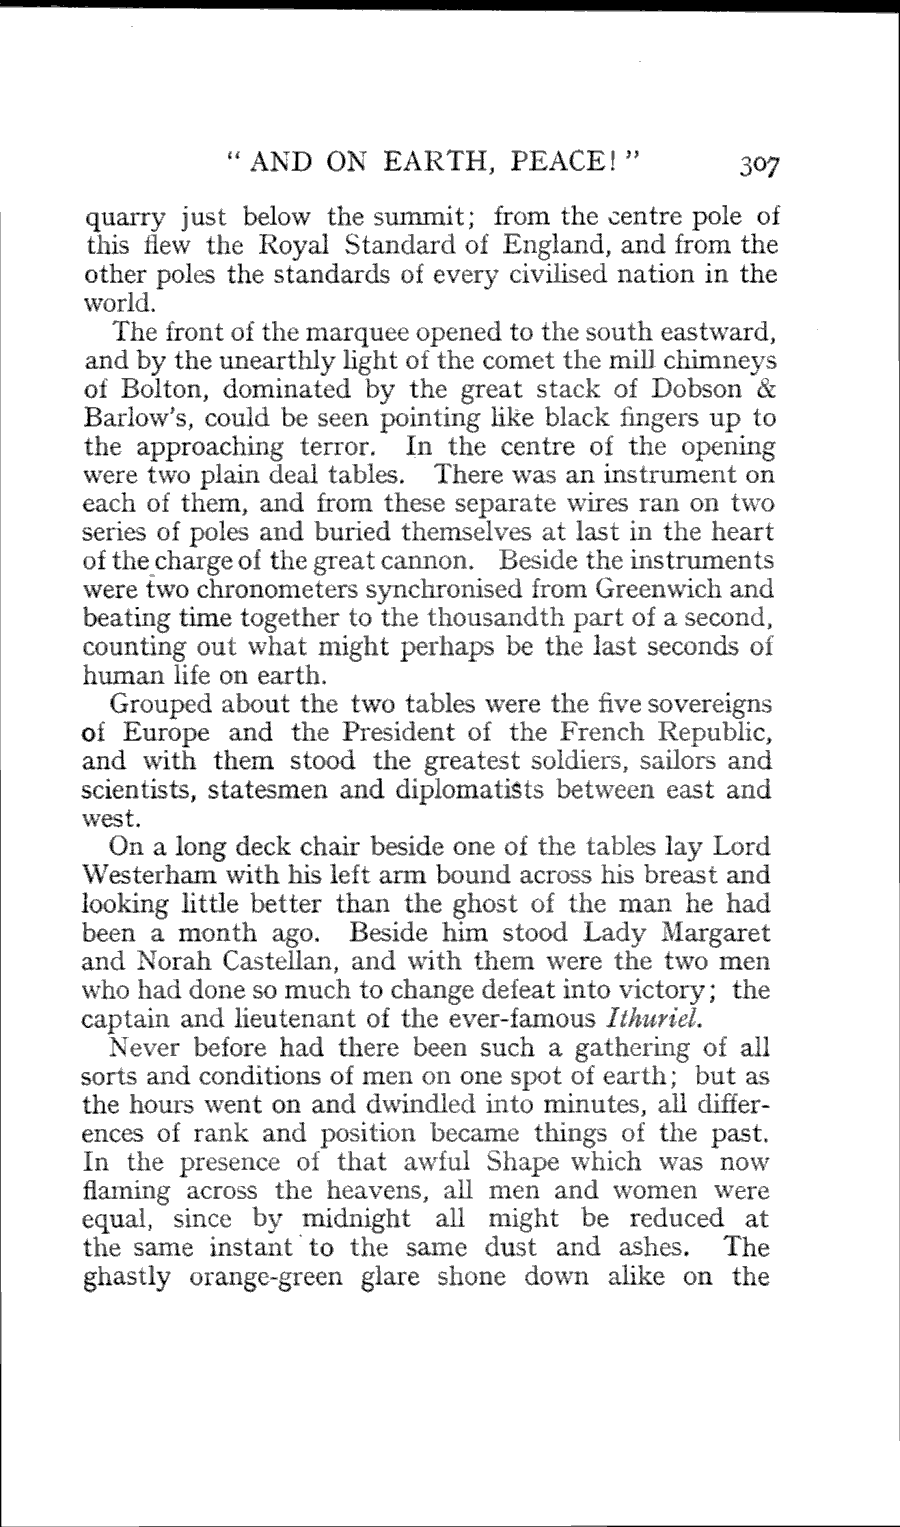 " AND ON EARTH, PEACE! " 307
quarry just below the summit; from the centre pole of
this flew the Royal Standard of England, and from the
other poles the standards of every civilised nation in the
world.
The front of the marquee opened to the south eastward,
and by the unearthly light of the comet the mill chimneys
of Bolton, dominated by the great stack of Dobson &
Barlow's, could be seen pointing like black fingers up to
the approaching terror. In the centre of the opening
were two plain deal tables. There was an instrument on
each of them, and from these separate wires ran on two
series of poles and buried themselves at last in the heart
of the charge of the great cannon. Beside the instruments
were two chronometers synchronised from Greenwich and
beating time together to the thousandth part of a second,
counting out what might perhaps be the last seconds of
human life on earth.
Grouped about the two tables were the five sovereigns
of Europe and the President of the French Republic,
and with them stood the greatest soldiers, sailors and
scientists, statesmen and diplomatists between east and
west.
On a long deck chair beside one of the tables lay Lord
Westerham with his left arm bound across his breast and
looking little better than the ghost of the man he had
been a month ago. Beside him stood Lady Margaret
and Norah Castellan, and with them were the two men
who had done so much to change defeat into victory; the
captain and lieutenant of the ever-famous Ithuriel.
Never before had there been such a gathering of all
sorts and conditions of men on one spot of earth; but as
the hours went on and dwindled into minutes, all differ-
ences of rank and position became things of the past.
In the presence of that awful Shape which was now
flaming across the heavens, all men and women were
equal, since by midnight all might be reduced at
the same instant to the same dust and ashes. The
ghastly orange-green glare shone down alike on the